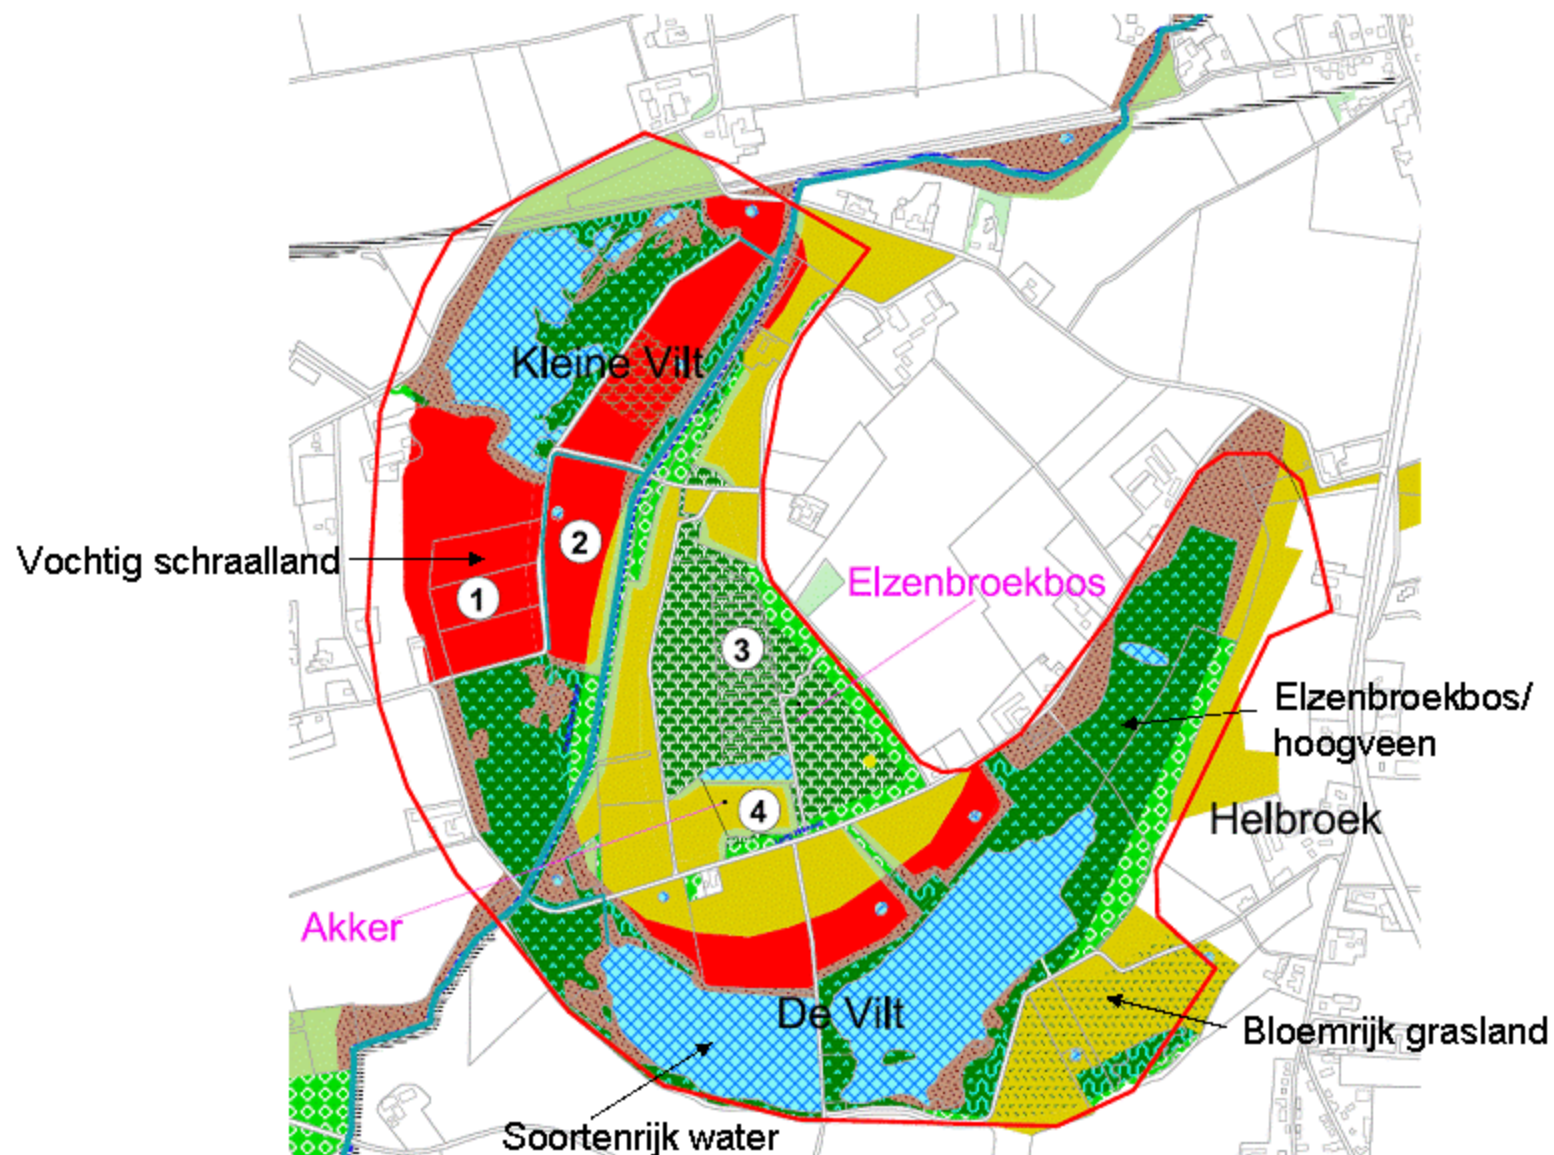 Kleine Vilt
2
Vochtig schraalland
1
Elzenbroekbos
3
Elzenbroekbos/
hoogveen
4
Helbroek
Akker
De Vilt
Bloemrijk grasland
Soortenrijk water